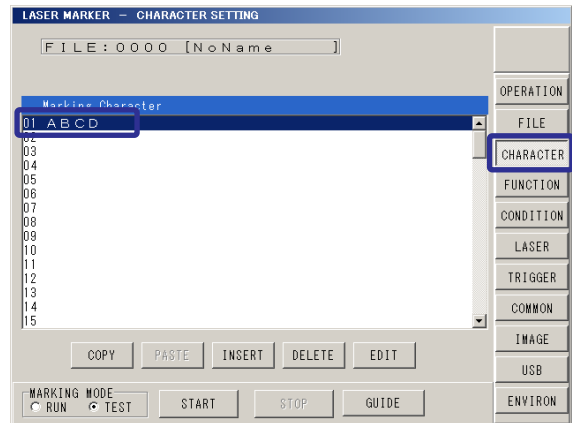 LASER MARKER － CHARACTER SETTING
FILE:0000 [NoName ]
Marking Character
01 ABCD
02
03
04
05
06
07
08
09
10
11
12
13
14
15
COPY PASTE INSERT DELETE EDIT
MARKING MODE
RUN TEST START STOP GUIDE
OPERATION
FILE
CHARACTER
FUNCTION
CONDITION
LASER
TRIGGER
COMMON
IMAGE
USB
ENVIRON